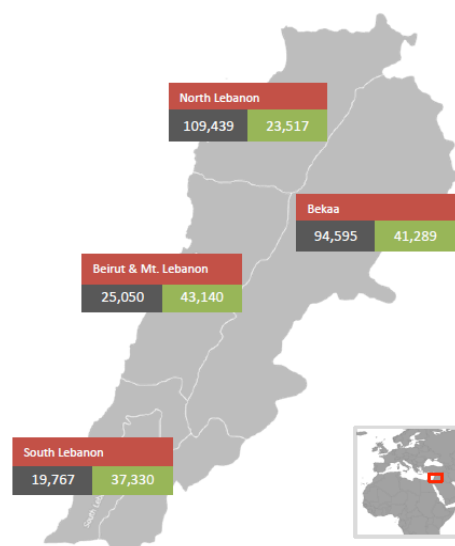 North Lebanon
109,439 23,517
Bekaa
94,595 41,289
Beirut & Mt. Lebanon
25,050 43,140
South Lebanon
19,767 37,330